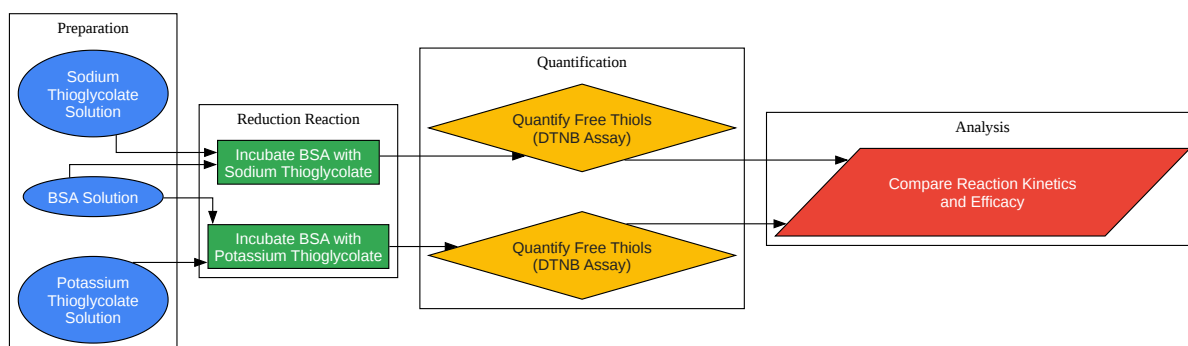 Preparation
Sodium
Thioglycolate
Solution
BSA Solution
Potassium
Thioglycolate
Solution
Reduction Reaction
Incubate BSA with
Sodium Thioglycolate
Incubate BSA with
Potassium Thioglycolate
Quantification
Quantify Free Thiols
(DTNB Assay)
Quantify Free Thiols
(DTNB Assay)
Analysis
Compare Reaction Kinetics
and Efficacy